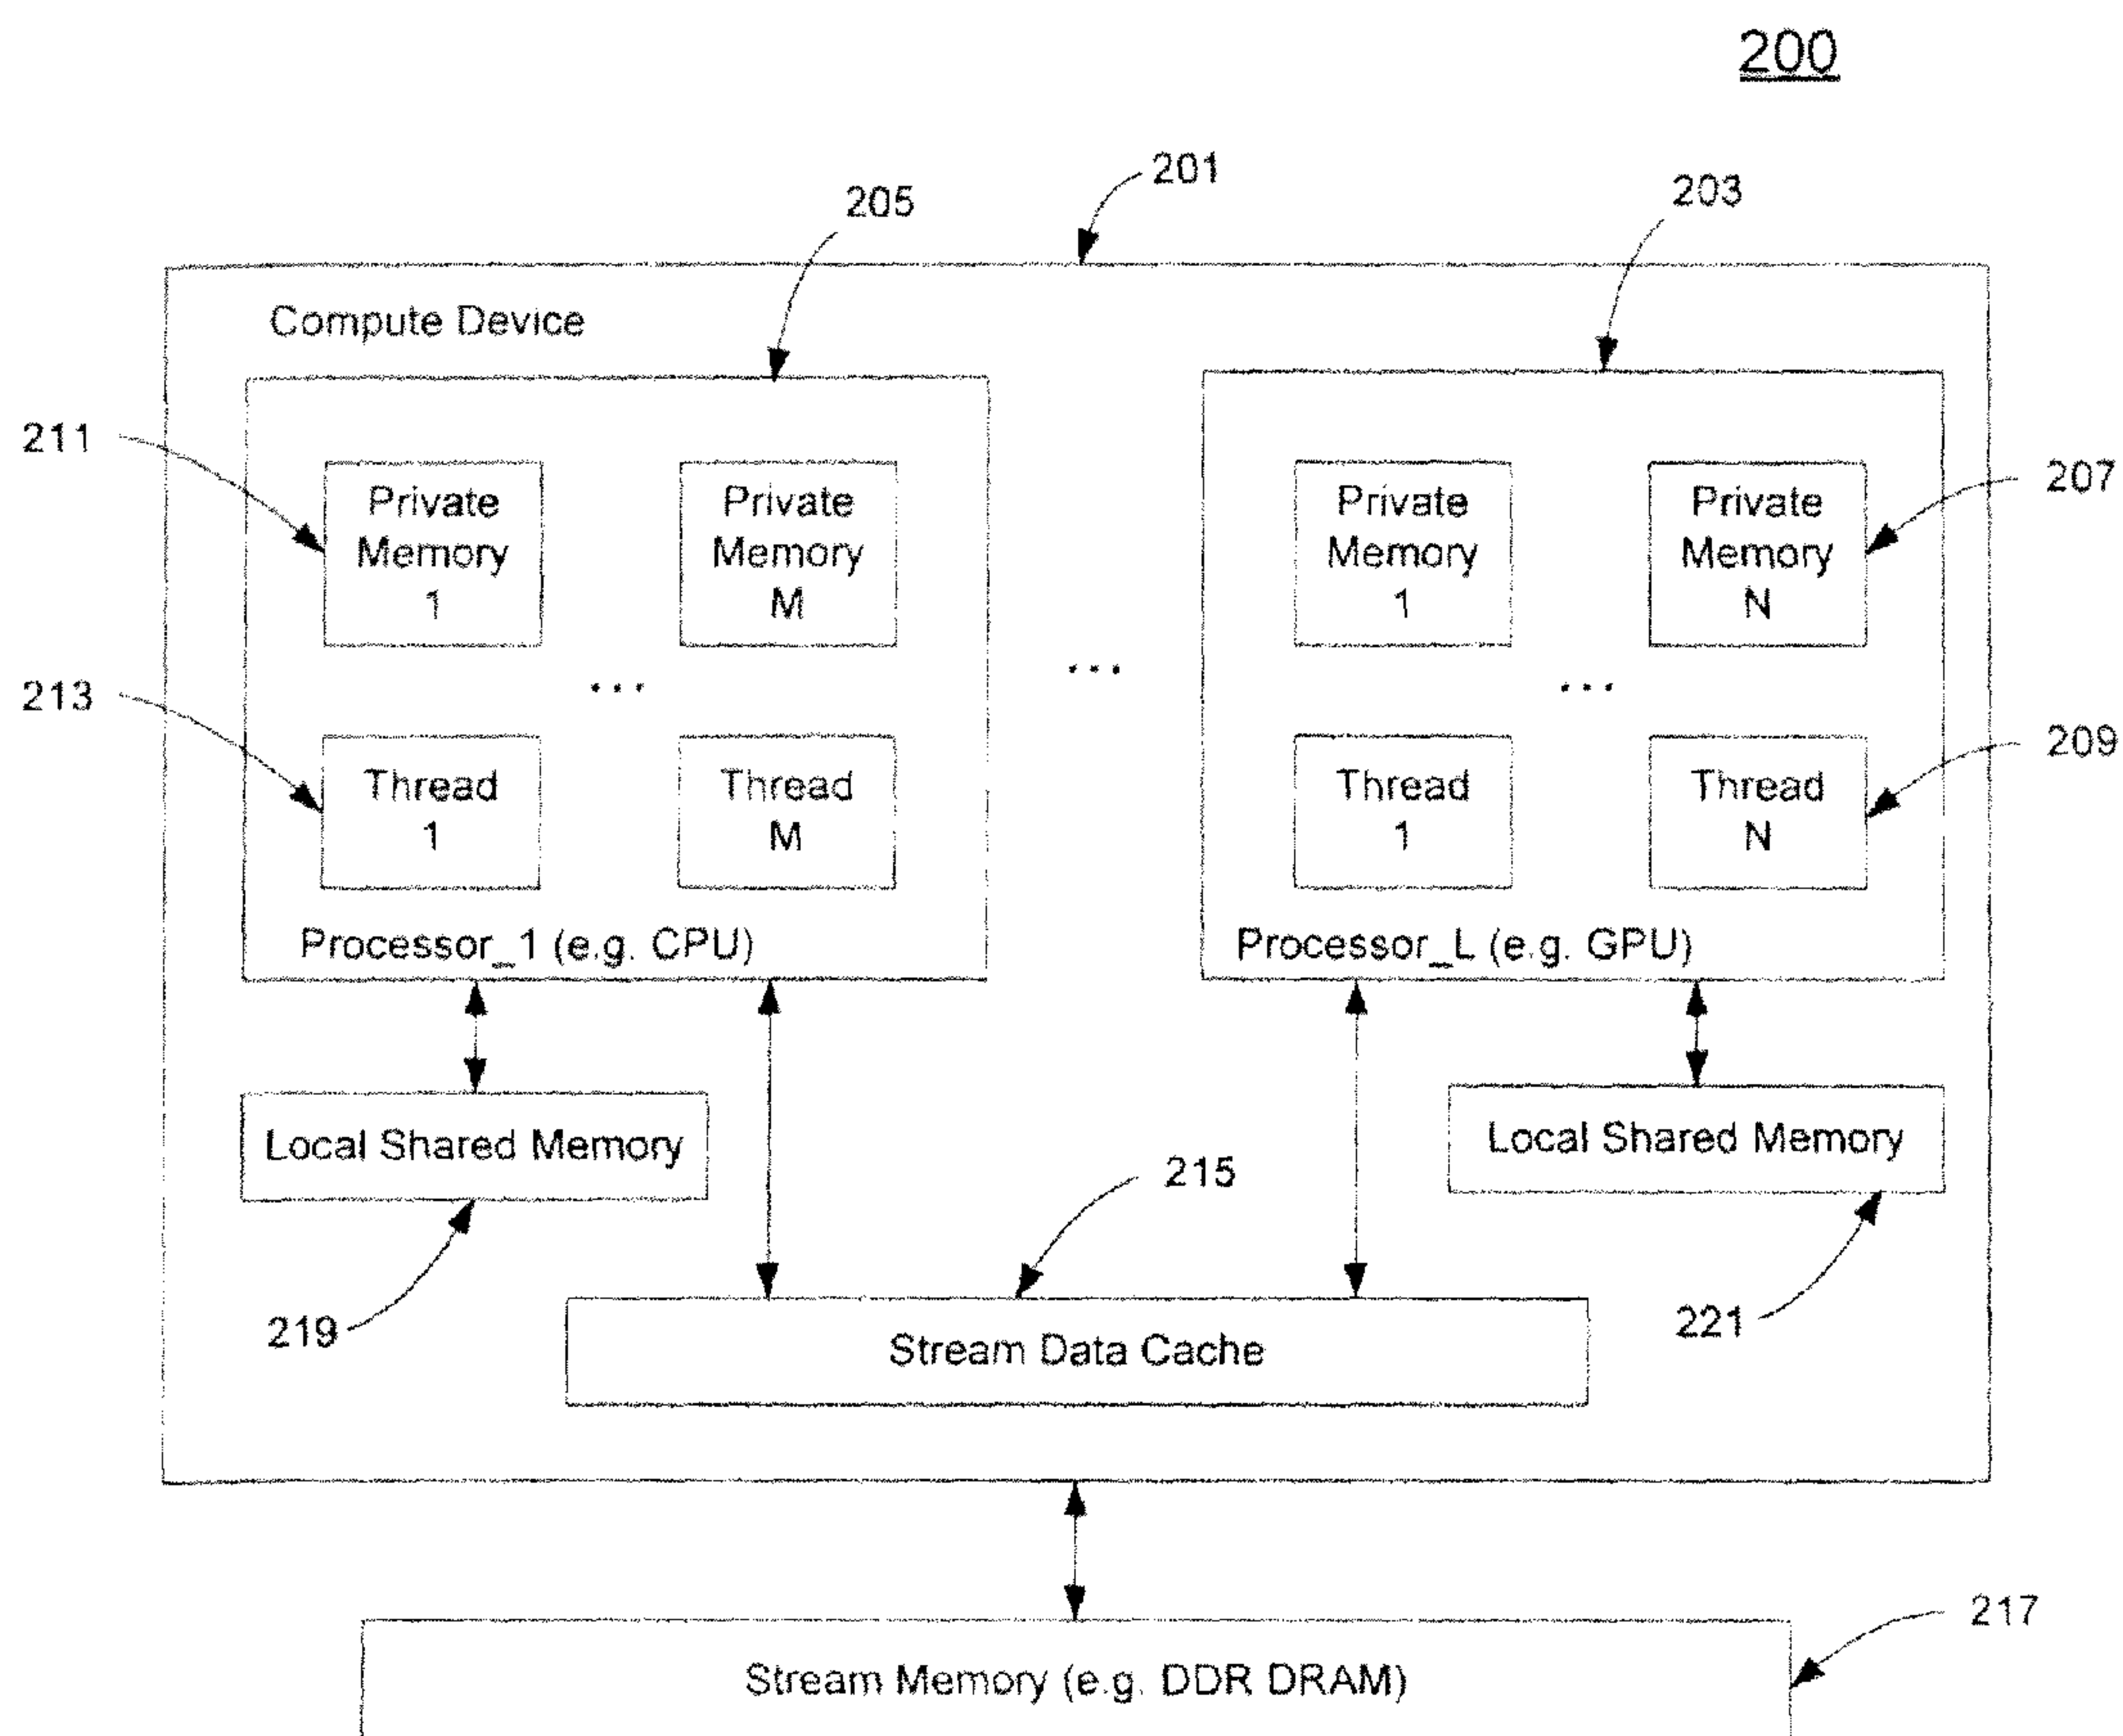 200
201
205
203
Compute Device
211
Private Memory 1
Private Memory M
Private Memory 1
Private Memory N
207
...
...
...
213
Thread 1
Thread M
Thread 1
Thread N
209
Processor_1 (e.g. CPU)
Processor_L (e.g. GPU)
Local Shared Memory
Local Shared Memory
215
219
221
Stream Data Cache
217
Stream Memory (e.g. DDR DRAM)